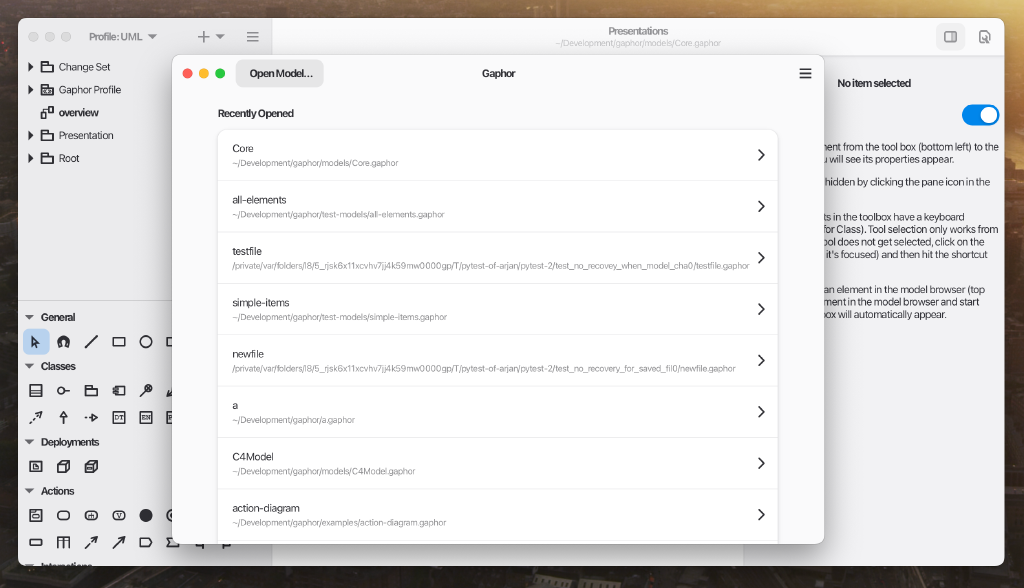 Profile: UML
Presentations
~/Development/gaphor/models/Core.gaphor
Change Set
Gaphor Profile
overview
Presentation
Root
General
Classes
DT
EN
Deployments
Actions
Open Model...
Gaphor
Recently Opened
Core
~/Development/gaphor/models/Core.gaphor
all-elements
~/Development/gaphor/test-models/all-elements.gaphor
testfile
/private/var/folders/l8/5_rjsk6x11xcvhv7jj4k59mw0000gp/T/pytest-of-arjan/pytest-2/test_no_recovey_when_model_cha0/testfile.gaphor
simple-items
~/Development/gaphor/test-models/simple-items.gaphor
newfile
/private/var/folders/l8/5_rjsk6x11xcvhv7jj4k59mw0000gp/T/pytest-of-arjan/pytest-2/test_no_recovery_for_saved_fil0/newfile.gaphor
a
~/Development/gaphor/a.gaphor
C4Model
~/Development/gaphor/models/C4Model.gaphor
action-diagram
~/Development/gaphor/examples/action-diagram.gaphor
No item selected
ent from the tool box (bottom left) to the
will see its properties appear.
hidden by clicking the pane icon in the
ts in the toolbox have a keyboard
for Class). Tool selection only works from
ool does not get selected, click on the
it's focused) and then hit the shortcut
an element in the model browser (top
ment in the model browser and start
box will automatically appear.